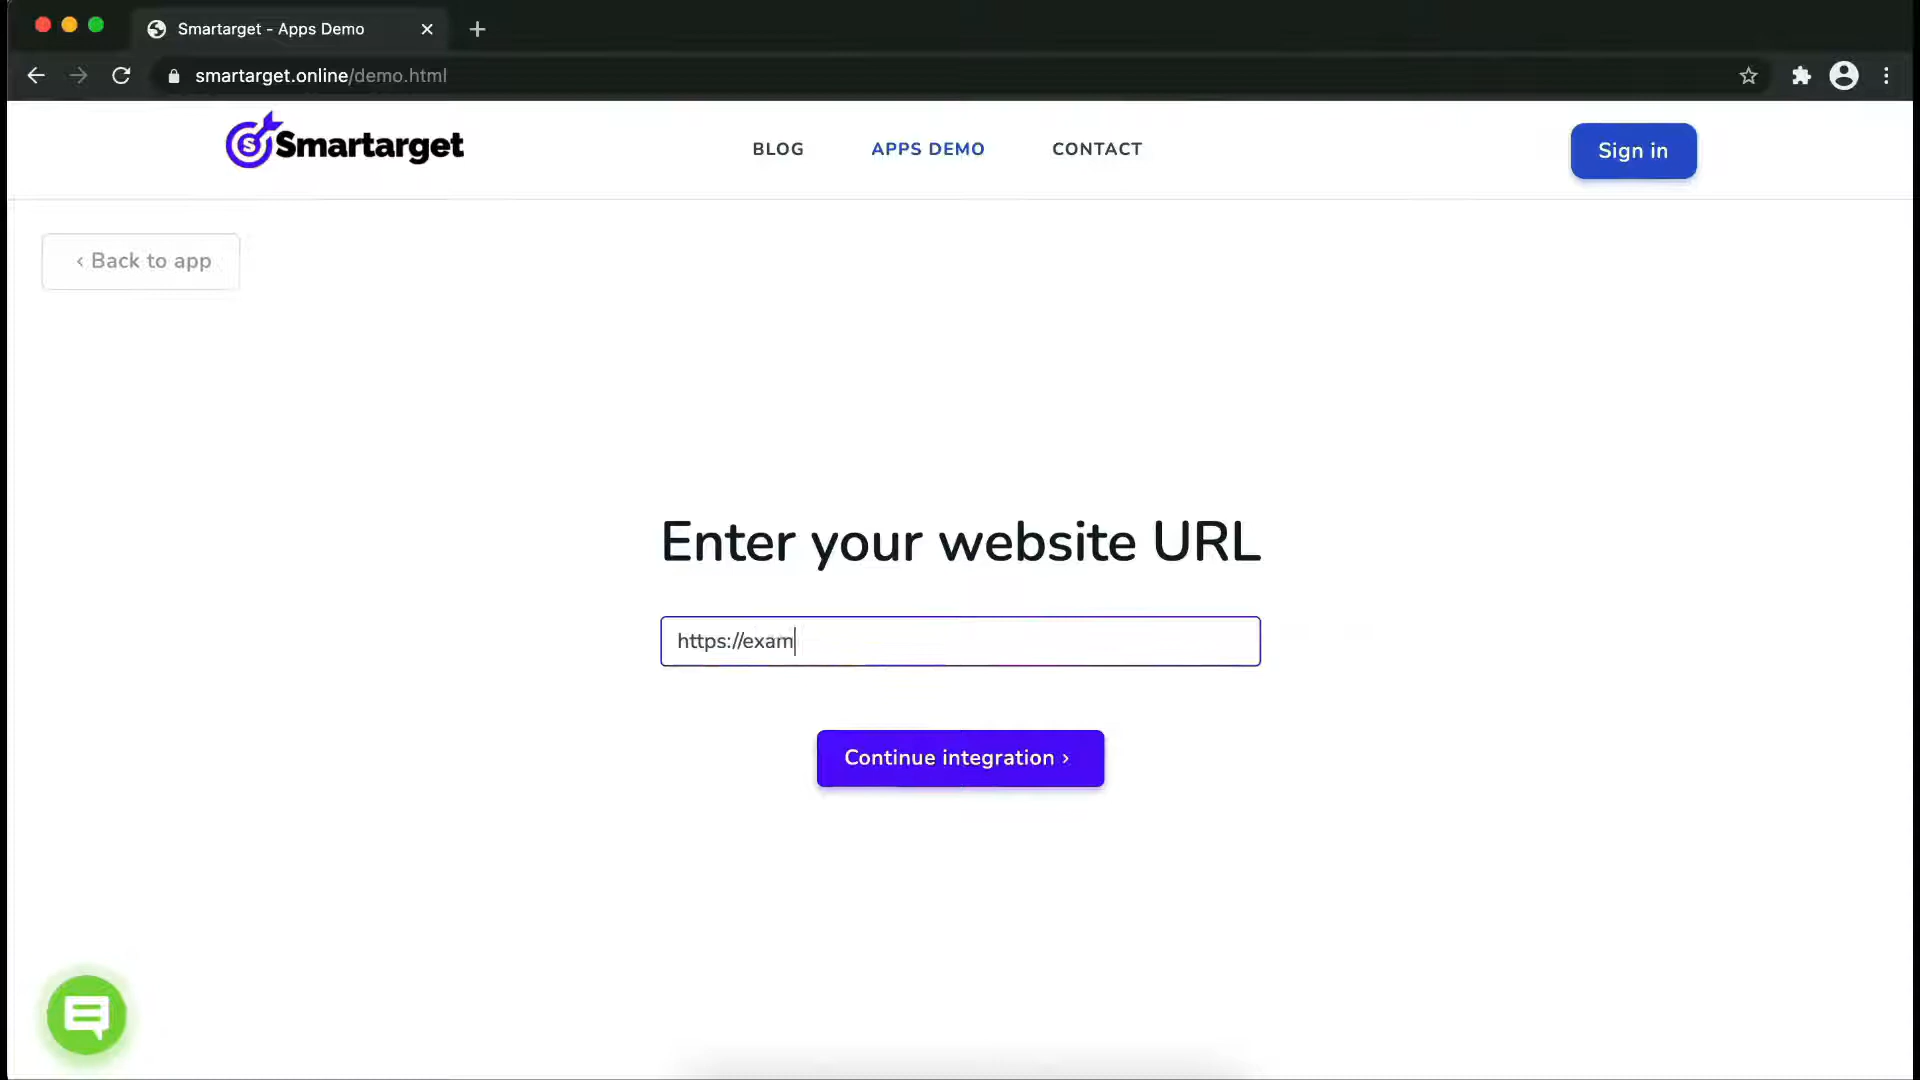 Smartarget - Apps Demo
smartarget.online/demo.html
Smartarget
BLOG
APPS DEMO
CONTACT
Sign in
‹ Back to app
Enter your website URL
https://exam
Continue integration ›